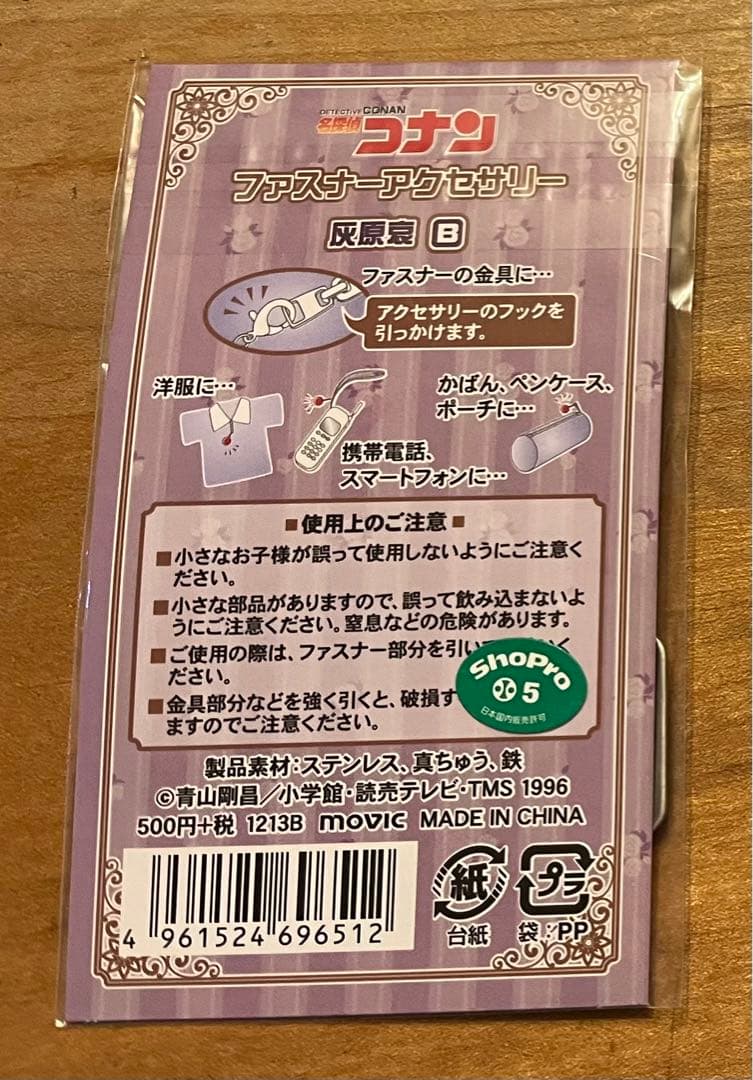 DETECTIVE CONAN
名探偵コナン
ファスナーアクセサリー
灰原哀 B
ファスナーの金具に…
アクセサリーのフックを
引っかけます。
洋服に…
かばん、ペンケース、
ポーチに…
携帯電話、
スマートフォンに…
■使用上のご注意■
■小さなお子様が誤って使用しないようにご注意く
ださい。
■小さな部品がありますので、誤って飲み込まないよ
うにご注意ください。窒息などの危険があります。
■ご使用の際は、ファスナー部分を引い
ださい。
■金具部分などを強く引くと、破損す
ますのでご注意ください。
ShoPro
5
日本国内販売許可
製品素材:ステンレス、真ちゅう、鉄
©青山剛昌/小学館・読売テレビ・TMS 1996
500円+税 1213B movic MADE IN CHINA
4 961524 696512
紙
台紙
プラ
袋:PP